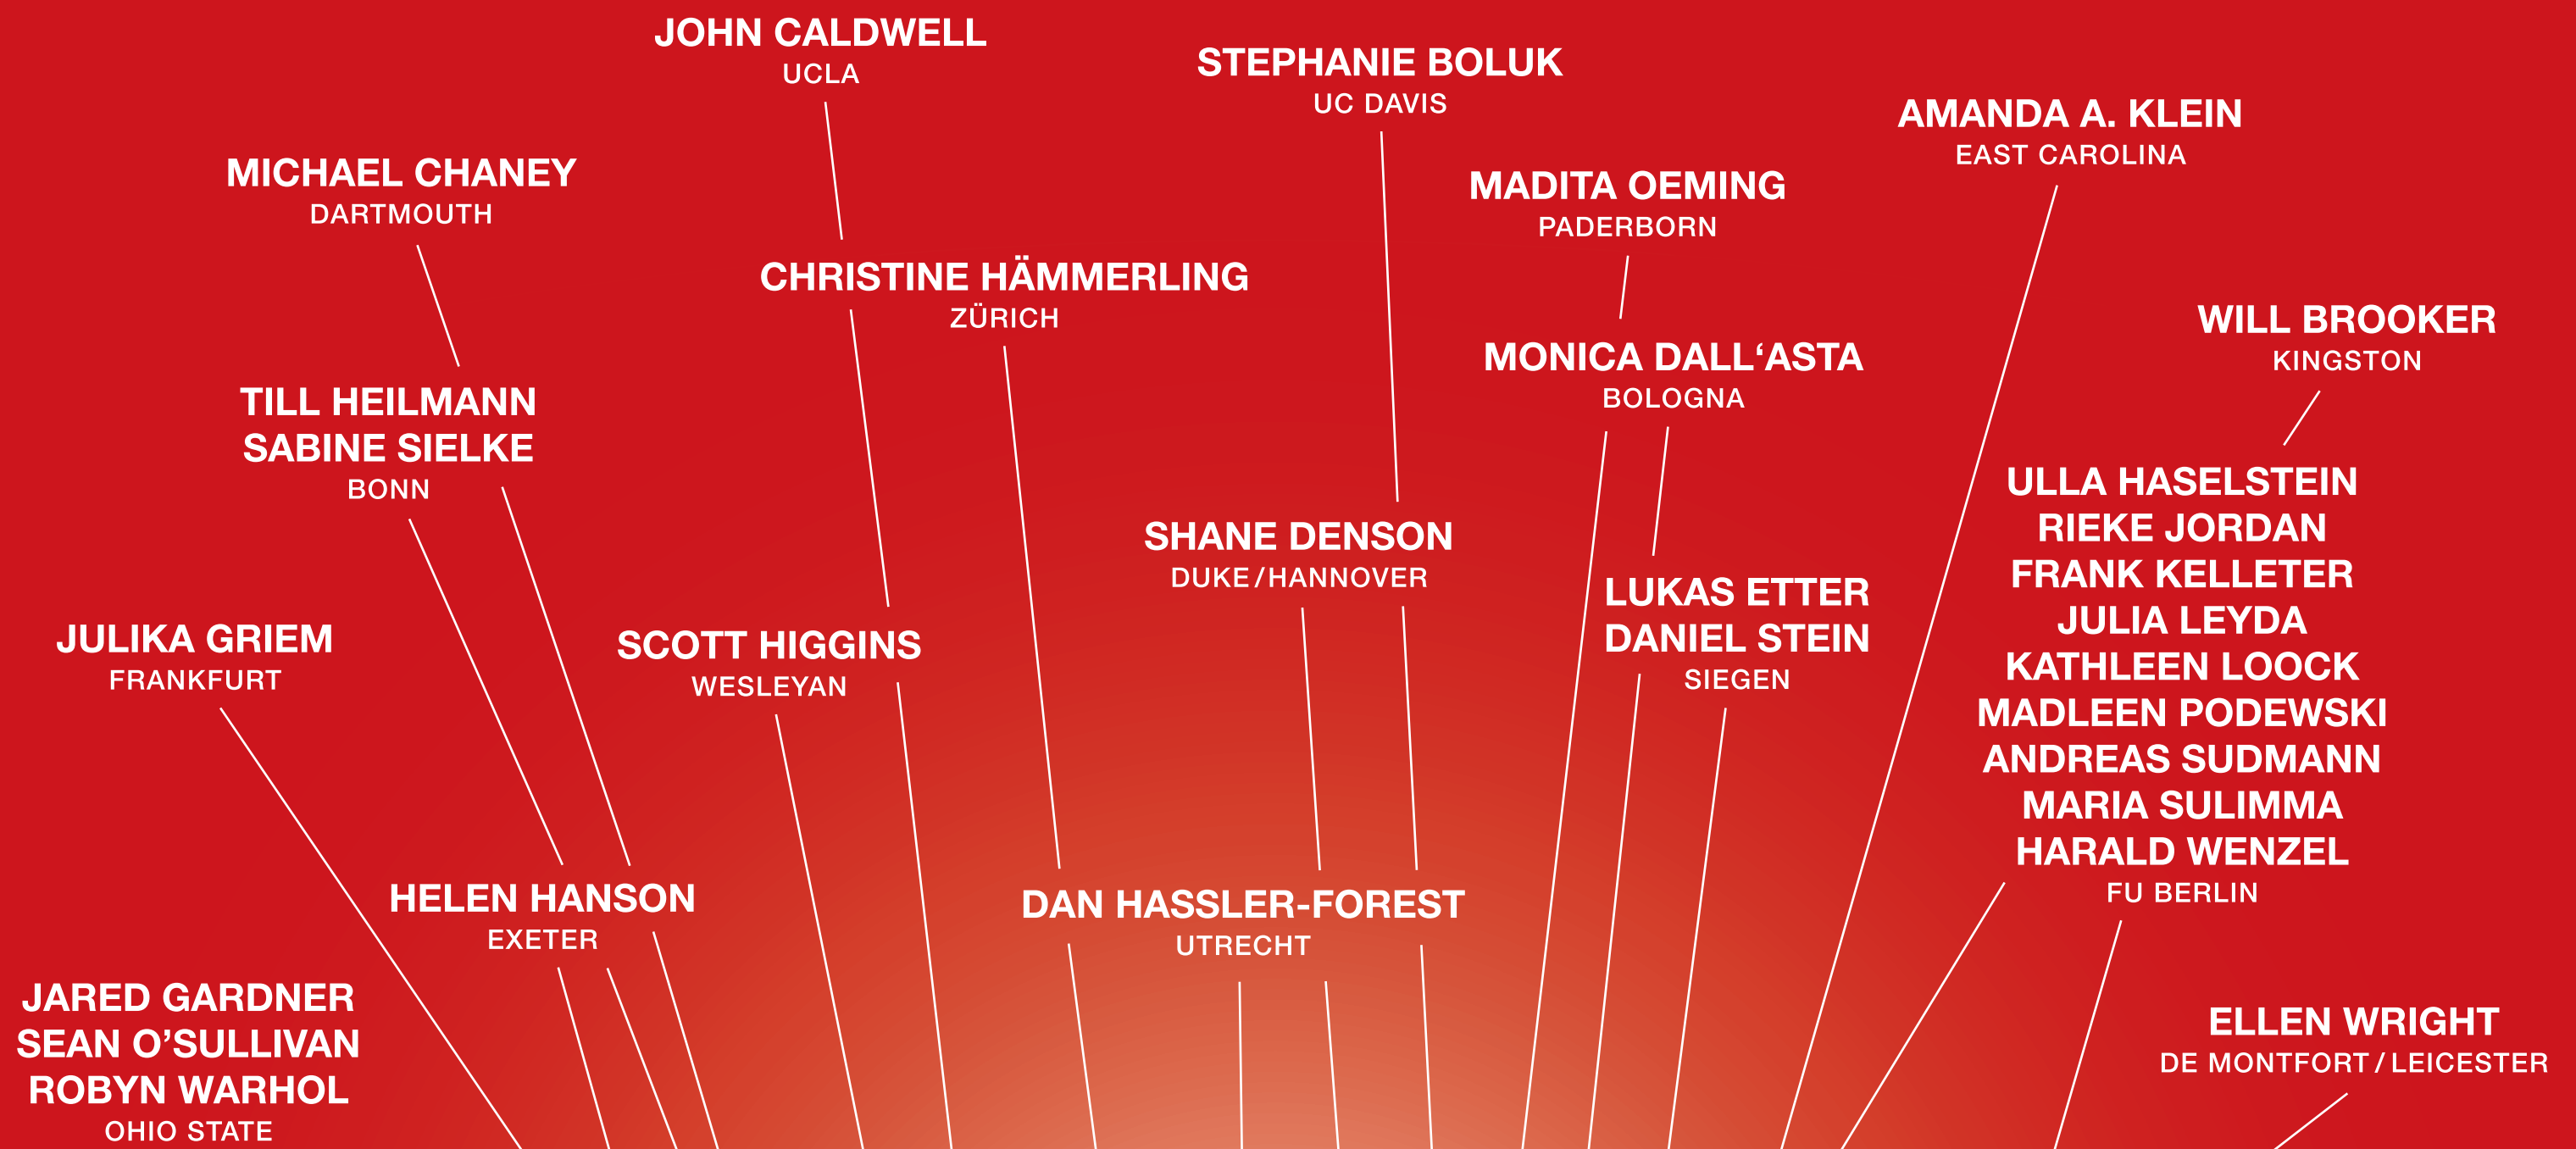 JOHN CALDWELL
UCLA
STEPHANIE BOLUK
UC DAVIS
AMANDA A. KLEIN
EAST CAROLINA
MICHAEL CHANEY
DARTMOUTH
MADITA OEMING
PADERBORN
CHRISTINE HÄMMERLING
ZÜRICH
WILL BROOKER
KINGSTON
MONICA DALL‘ASTA
BOLOGNA
TILL HEILMANN
SABINE SIELKE
BONN
ULLA HASELSTEIN
RIEKE JORDAN
FRANK KELLETER
JULIA LEYDA
KATHLEEN LOOCK
MADLEEN PODEWSKI
ANDREAS SUDMANN
MARIA SULIMMA
HARALD WENZEL
FU BERLIN
SHANE DENSON
DUKE/HANNOVER
LUKAS ETTER
DANIEL STEIN
SIEGEN
JULIKA GRIEM
FRANKFURT
SCOTT HIGGINS
WESLEYAN
HELEN HANSON
EXETER
DAN HASSLER-FOREST
UTRECHT
JARED GARDNER
SEAN O’SULLIVAN
ROBYN WARHOL
OHIO STATE
ELLEN WRIGHT
DE MONTFORT/LEICESTER